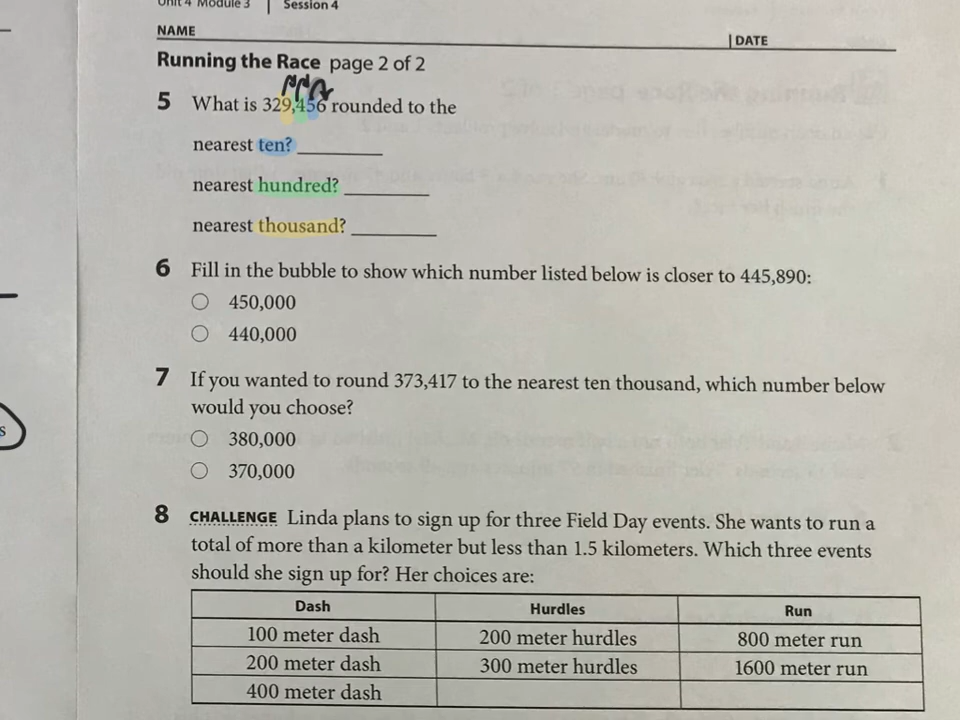 Unit 4 Module 3 | Session 4
NAME | DATE
Running the Race page 2 of 2
5 What is 329,456 rounded to the
nearest ten? ________
nearest hundred? ________
nearest thousand? ________
6 Fill in the bubble to show which number listed below is closer to 445,890:
450,000
440,000
7 If you wanted to round 373,417 to the nearest ten thousand, which number below
would you choose?
380,000
370,000
8 CHALLENGE Linda plans to sign up for three Field Day events. She wants to run a
total of more than a kilometer but less than 1.5 kilometers. Which three events
should she sign up for? Her choices are:
Dash Hurdles Run
100 meter dash 200 meter hurdles 800 meter run
200 meter dash 300 meter hurdles 1600 meter run
400 meter dash
s